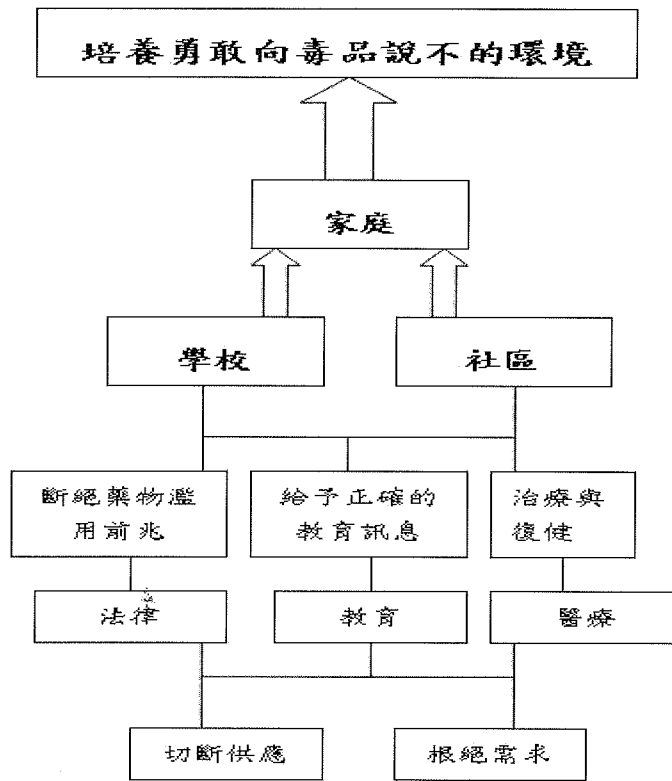 培養勇敢向毒品說不的環境
家庭
學校
社區
斷絕藥物濫
用前兆
給予正確的
教育訊息
治療與
復健
法律
教育
醫療
切斷供應
根絕需求